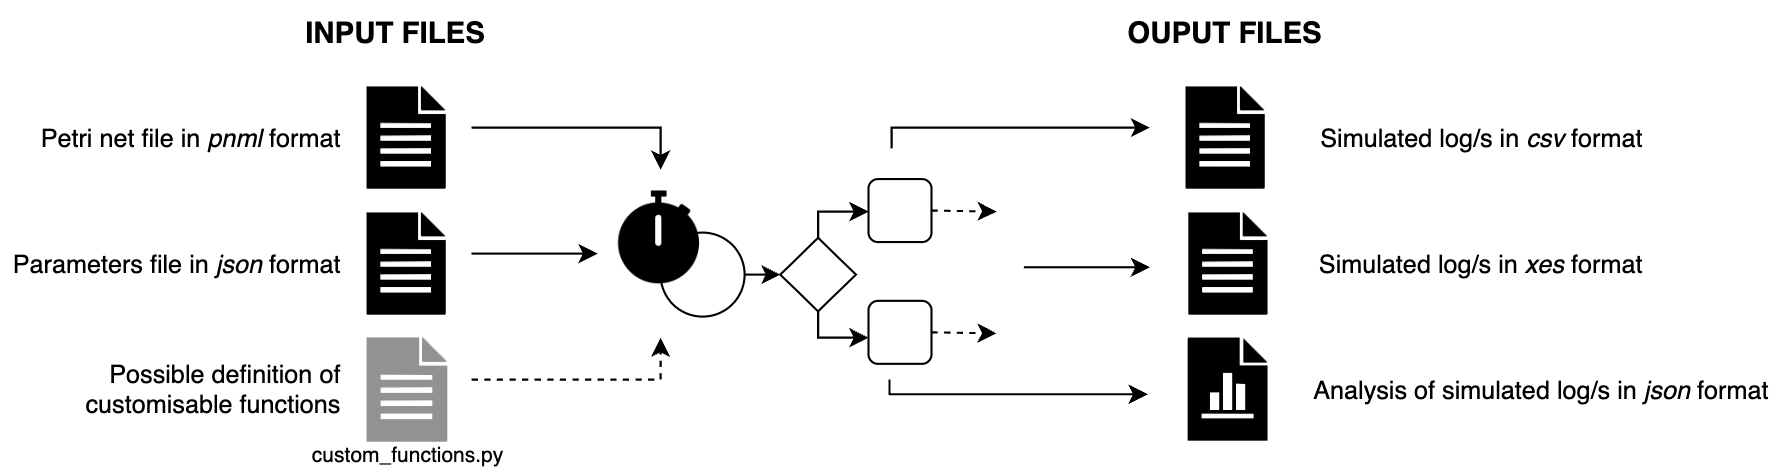 INPUT FILES
OUPUT FILES
Petri net file in pnml format
Simulated log/s in csv format
Parameters file in json format
Simulated log/s in xes format
Possible definition of
customisable functions
Analysis of simulated log/s in json format
custom_functions.py